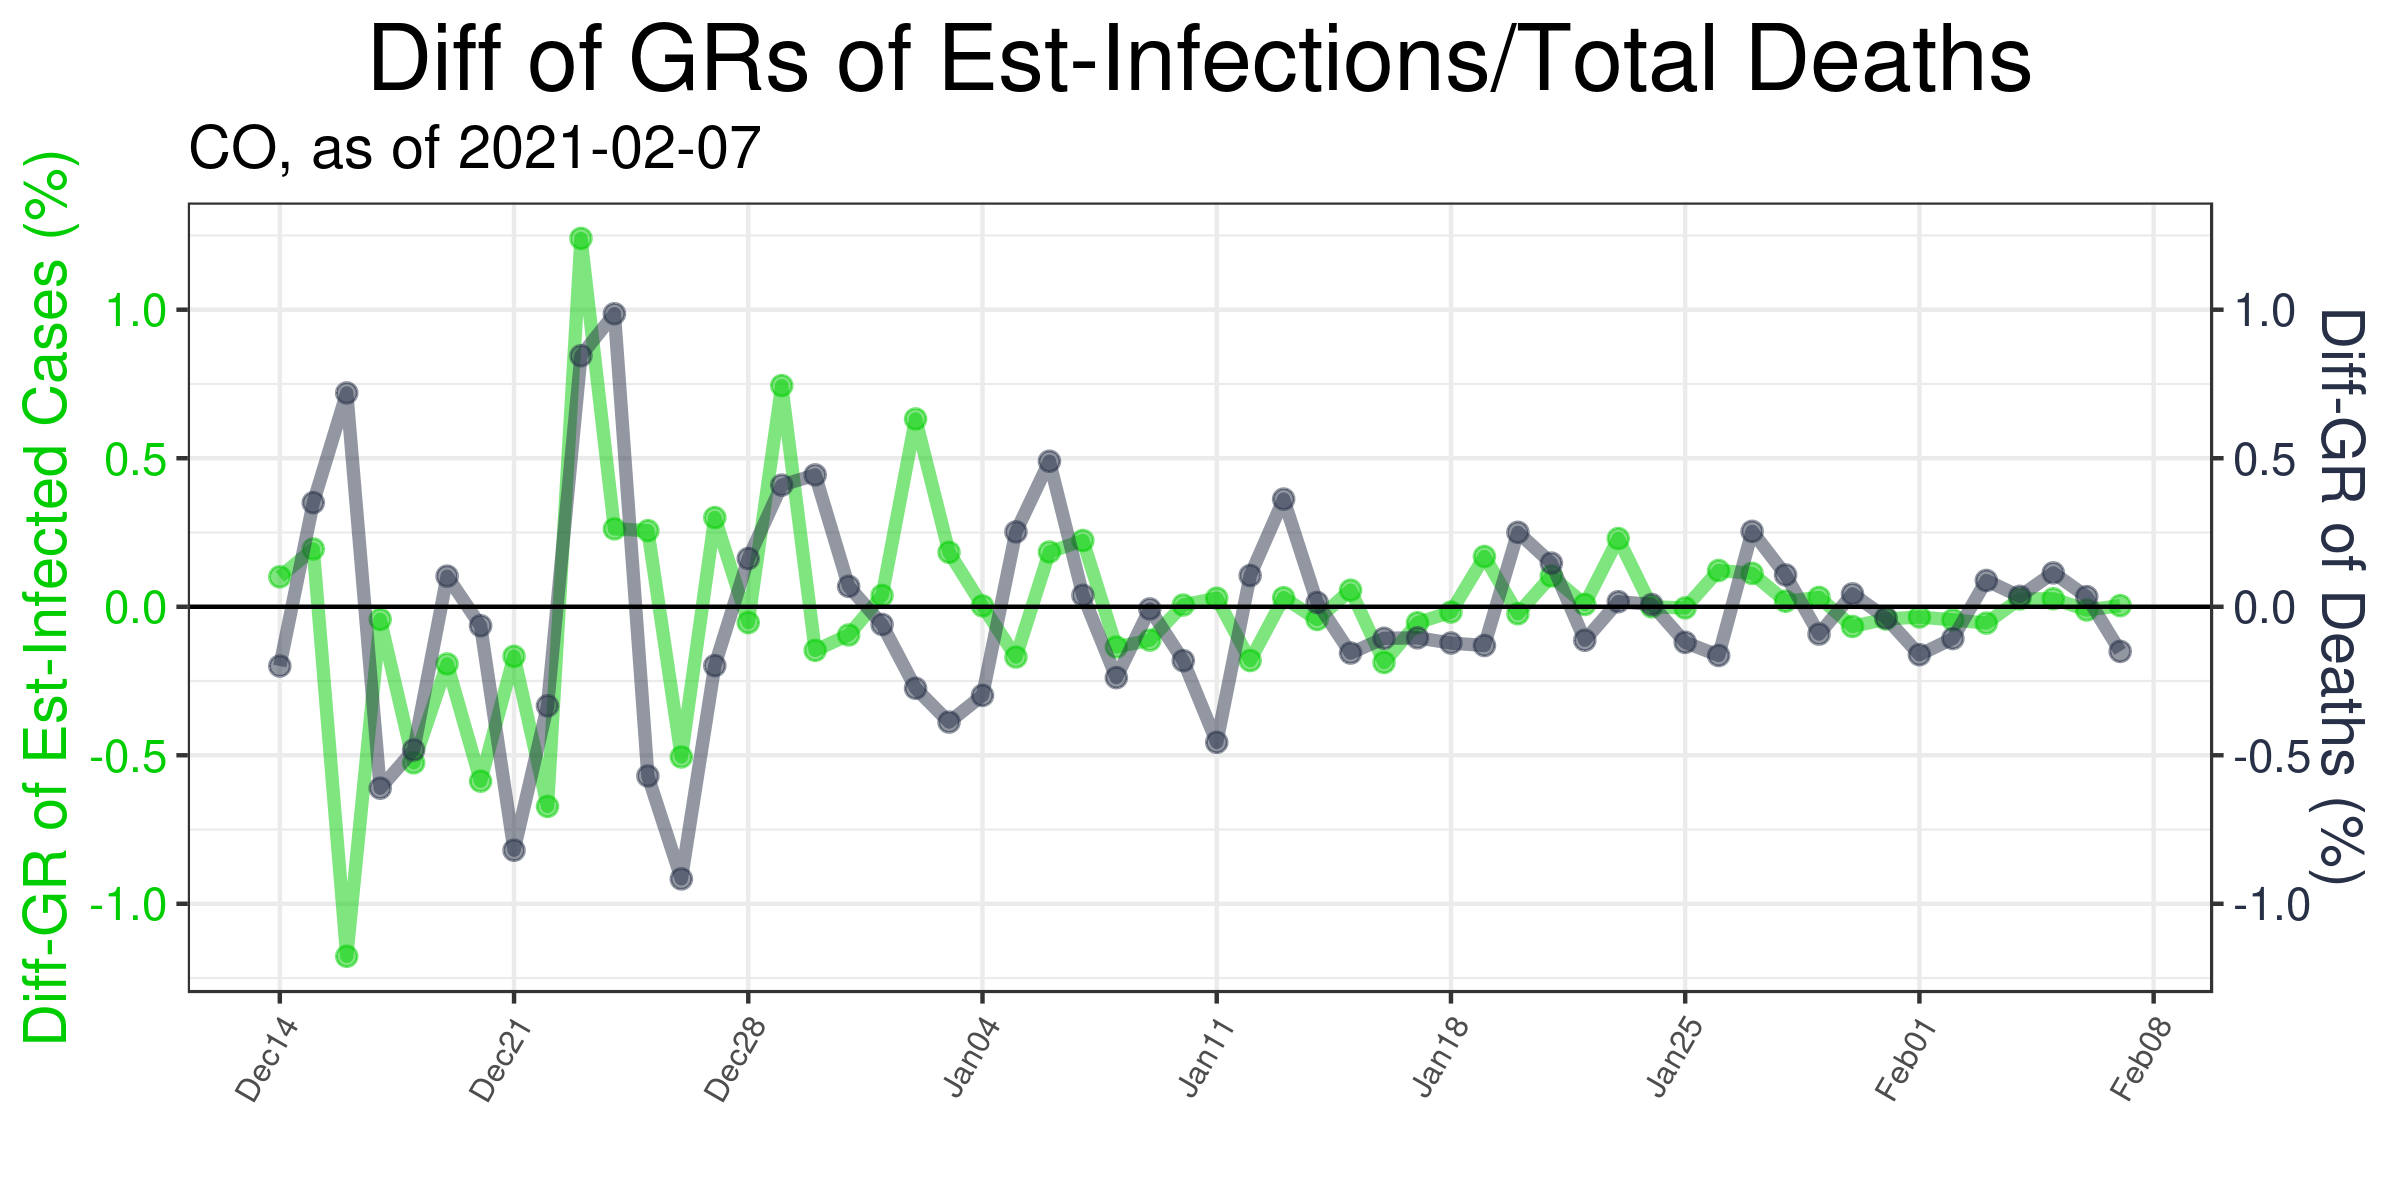 Diff of GRs of Est-Infections/Total Deaths
CO, as of 2021-02-07
Diff-GR of Est-Infected Cases (%)
1.0
0.5
0.0
-0.5
-1.0
1.0
0.5
0.0
-0.5
-1.0
Diff-GR of Deaths (%)
Dec14 Dec21 Dec28 Jan04 Jan11 Jan18 Jan25 Feb01 Feb08